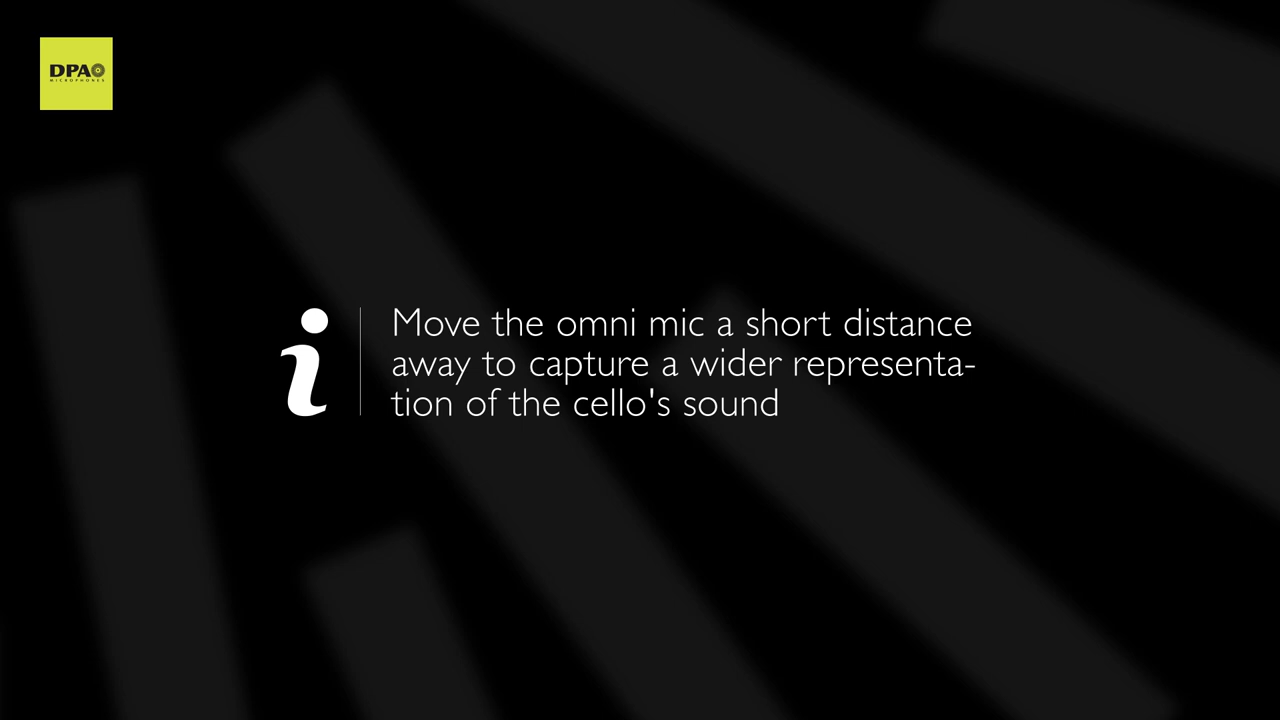 DPA
MICROPHONES
i
Move the omni mic a short distance
away to capture a wider representa-
tion of the cello's sound